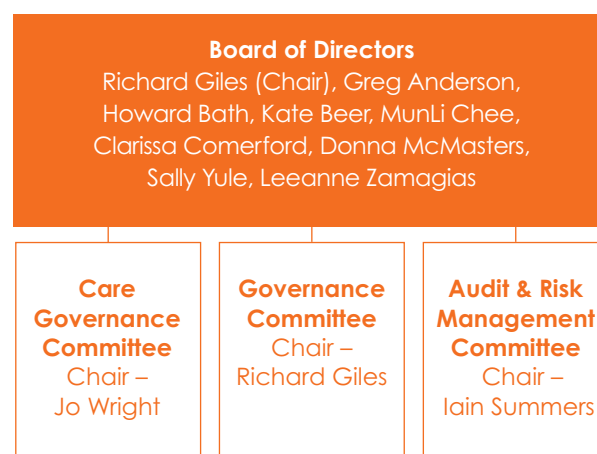 Board of Directors
Richard Giles (Chair), Greg Anderson,
Howard Bath, Kate Beer, MunLi Chee,
Clarissa Comerford, Donna McMasters,
Sally Yule, Leeanne Zamagias
Care
Governance
Committee
Chair –
Jo Wright
Governance
Committee
Chair –
Richard Giles
Audit & Risk
Management
Committee
Chair –
Iain Summers